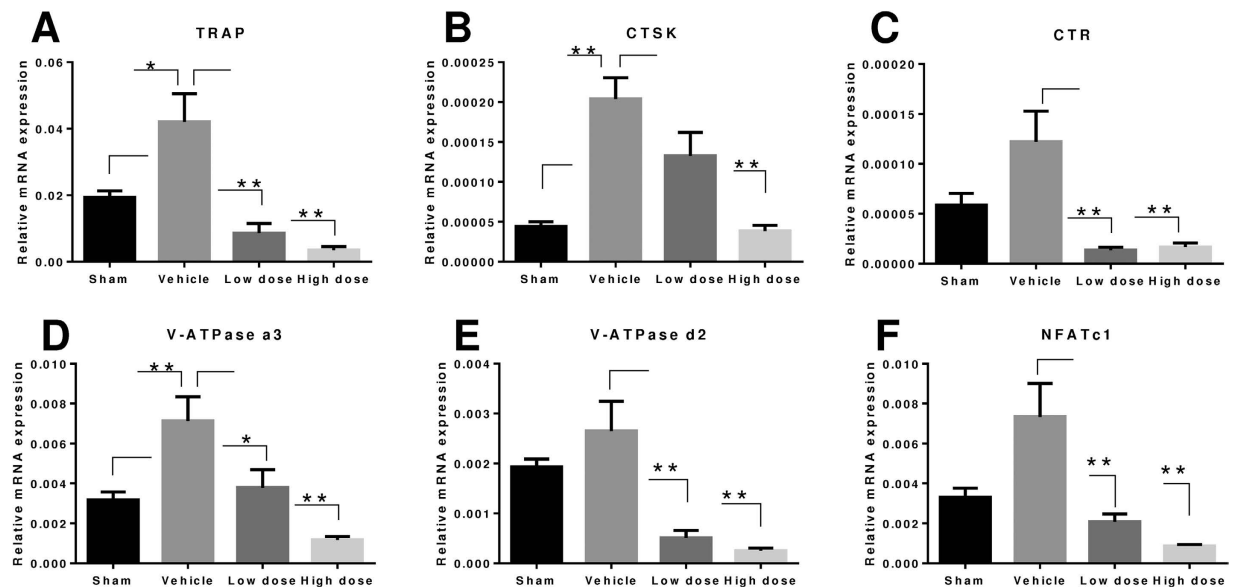 A
TRAP
Relative mRNA expression
0.06
0.04
0.02
0.00
*
**
**
Sham Vehicle Low dose High dose
B
CTSK
Relative mRNA expression
0.00025
0.00020
0.00015
0.00010
0.00005
0.00000
**
**
Sham Vehicle Low dose High dose
C
CTR
Relative mRNA expression
0.00020
0.00015
0.00010
0.00005
0.00000
**
**
Sham Vehicle Low dose High dose
D
V-ATPase a3
Relative mRNA expression
0.010
0.008
0.006
0.004
0.002
0.000
**
*
**
Sham Vehicle Low dose High dose
E
V-ATPase d2
Relative mRNA expression
0.004
0.003
0.002
0.001
0.000
**
**
Sham Vehicle Low dose High dose
F
NFATc1
Relative mRNA expression
0.010
0.008
0.006
0.004
0.002
0.000
**
**
Sham Vehicle Low dose High dose